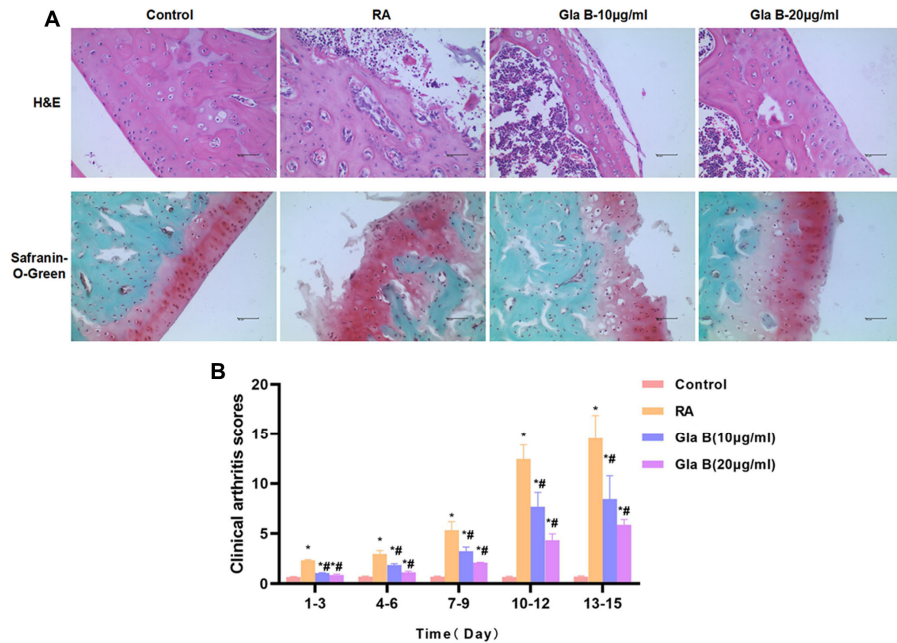 A
Control RA Gla B-10μg/ml Gla B-20μg/ml
H&E
Safranin-
O-Green
B
Clinical arthritis scores
20
15
10
5
0
* *#*#
* *# *#
* *# *#
* *# *#
* *# *#
1-3 4-6 7-9 10-12 13-15
Time( Day)
Control
RA
Gla B(10μg/ml)
Gla B(20μg/ml)